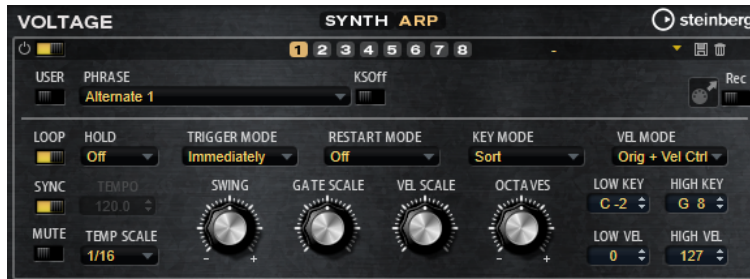 VOLTAGE SYNTH ARP steinberg
1 2 3 4 5 6 7 8 -
USER PHRASE KSOff Rec
Alternate 1
LOOP HOLD TRIGGER MODE RESTART MODE KEY MODE VEL MODE
Off Immediately Off Sort Orig + Vel Ctrl
SYNC TEMPO SWING GATE SCALE VEL SCALE OCTAVES LOW KEY HIGH KEY
120.0 C -2 G 8
MUTE TEMP SCALE LOW VEL HIGH VEL
1/16 - + - + 0 127